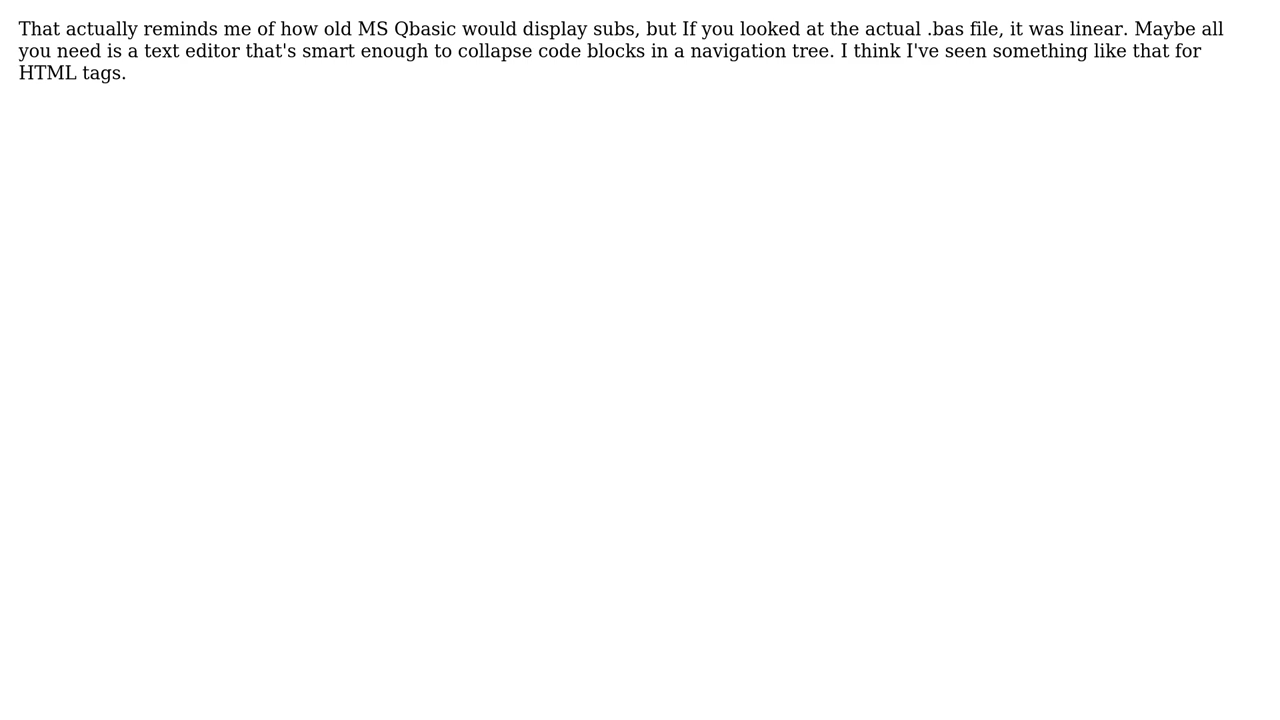 That actually reminds me of how old MS Qbasic would display subs, but If you looked at the actual .bas file, it was linear. Maybe all
you need is a text editor that's smart enough to collapse code blocks in a navigation tree. I think I've seen something like that for
HTML tags.